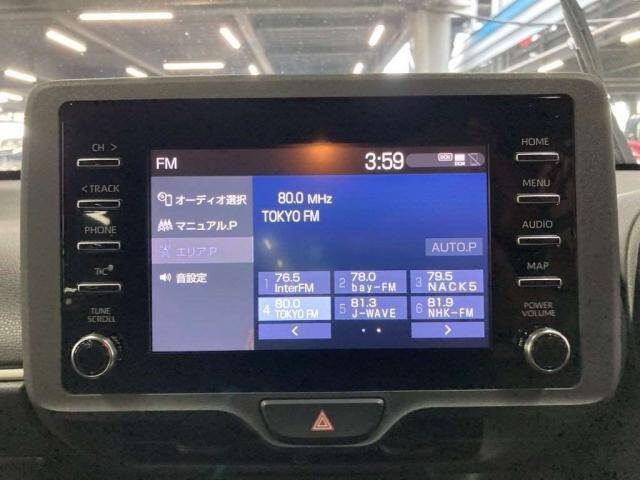 CH >
< TRACK
PHONE
T/C
TUNE
SCROLL
FM
3:59
DCM
オーディオ選択
マニュアル.P
エリア.P
音設定
80.0 MHz
TOKYO FM
AUTO.P
1 76.5 InterFM
2 78.0 bay-FM
3 79.5 NACK5
4 80.0 TOKYO FM
5 81.3 J-WAVE
6 81.9 NHK-FM
< >
HOME
MENU
AUDIO
MAP
POWER
VOLUME